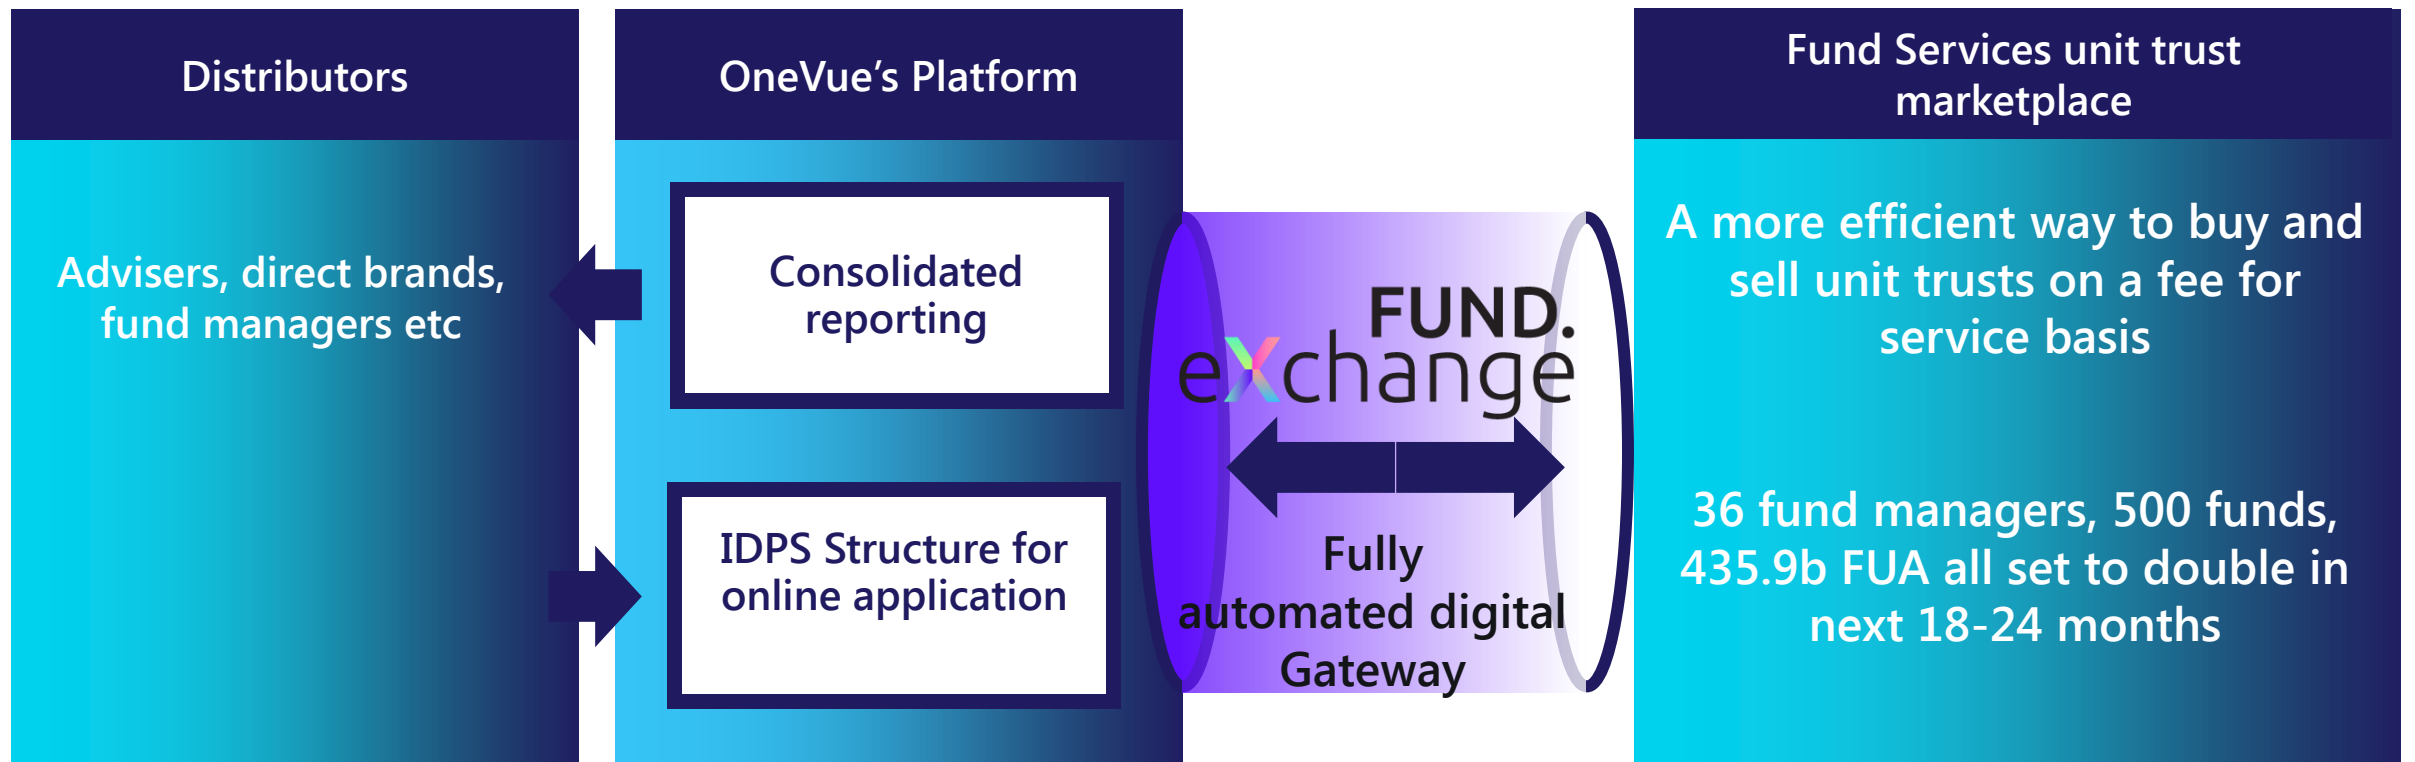 Distributors
Advisers, direct brands,
fund managers etc
OneVue’s Platform
Consolidated
reporting
IDPS Structure for
online application
FUND.
eXchange
Fully
automated digital
Gateway
Fund Services unit trust
marketplace
A more efficient way to buy and
sell unit trusts on a fee for
service basis
36 fund managers, 500 funds,
435.9b FUA all set to double in
next 18-24 months